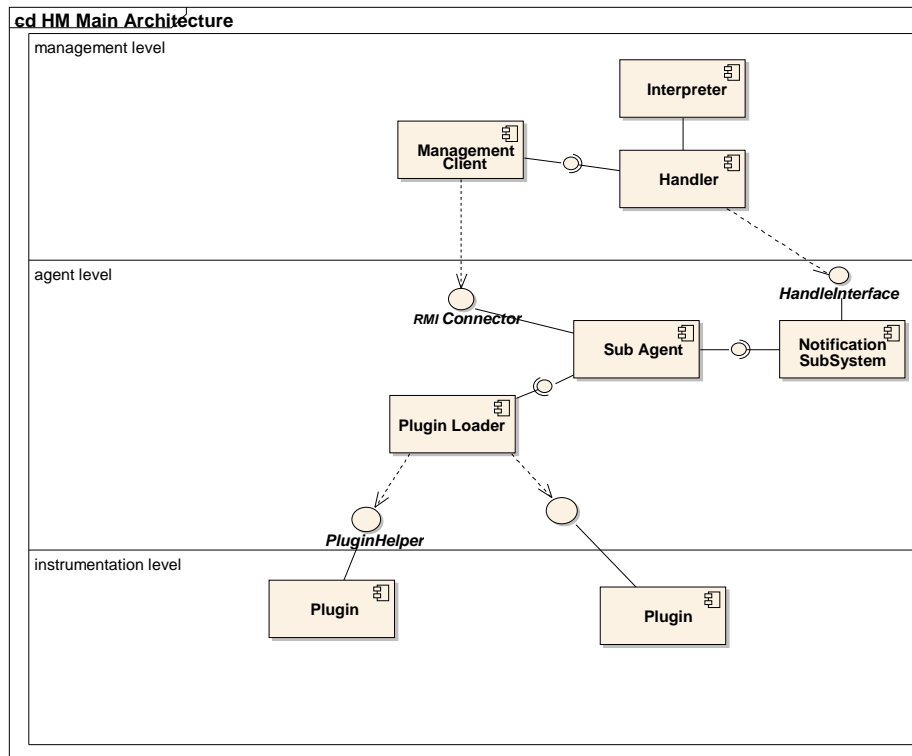 cd HM Main Architecture
management level
Interpreter
Management
Client
Handler
agent level
HandleInterface
RMI Connector
Sub Agent
Notification
SubSystem
Plugin Loader
PluginHelper
instrumentation level
Plugin
Plugin